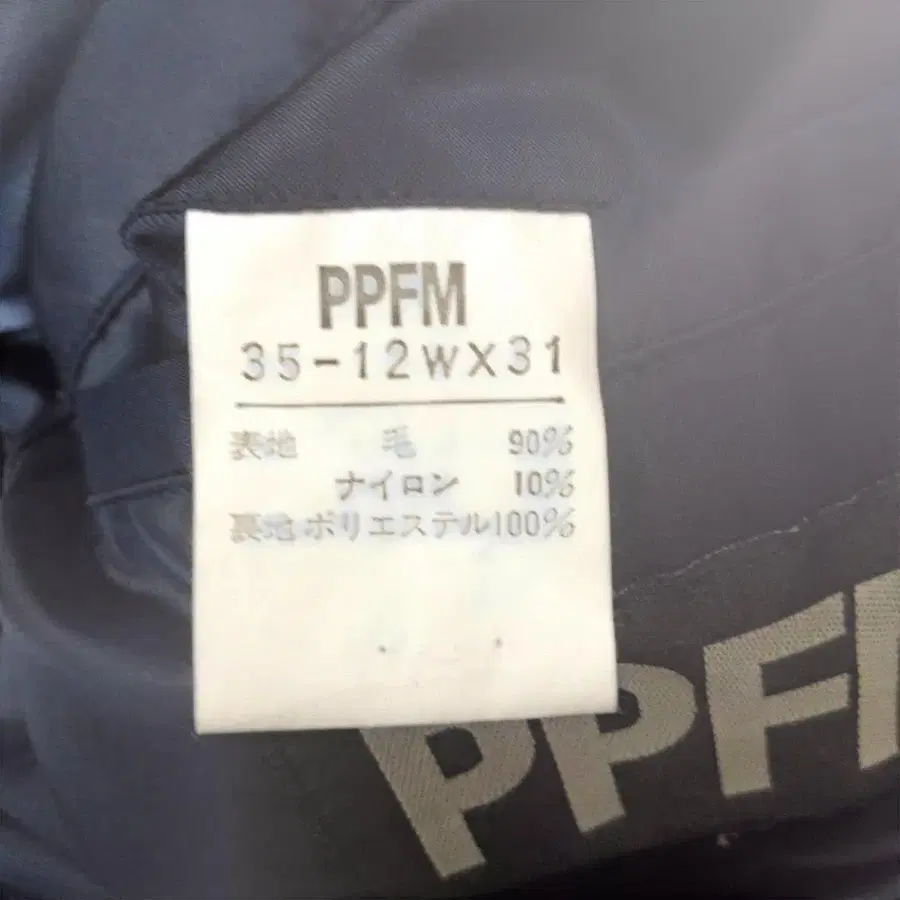 PPFM
35-12WX31
表地 毛 90%
ナイロン 10%
裏地 ポリエステル100%
PPFM